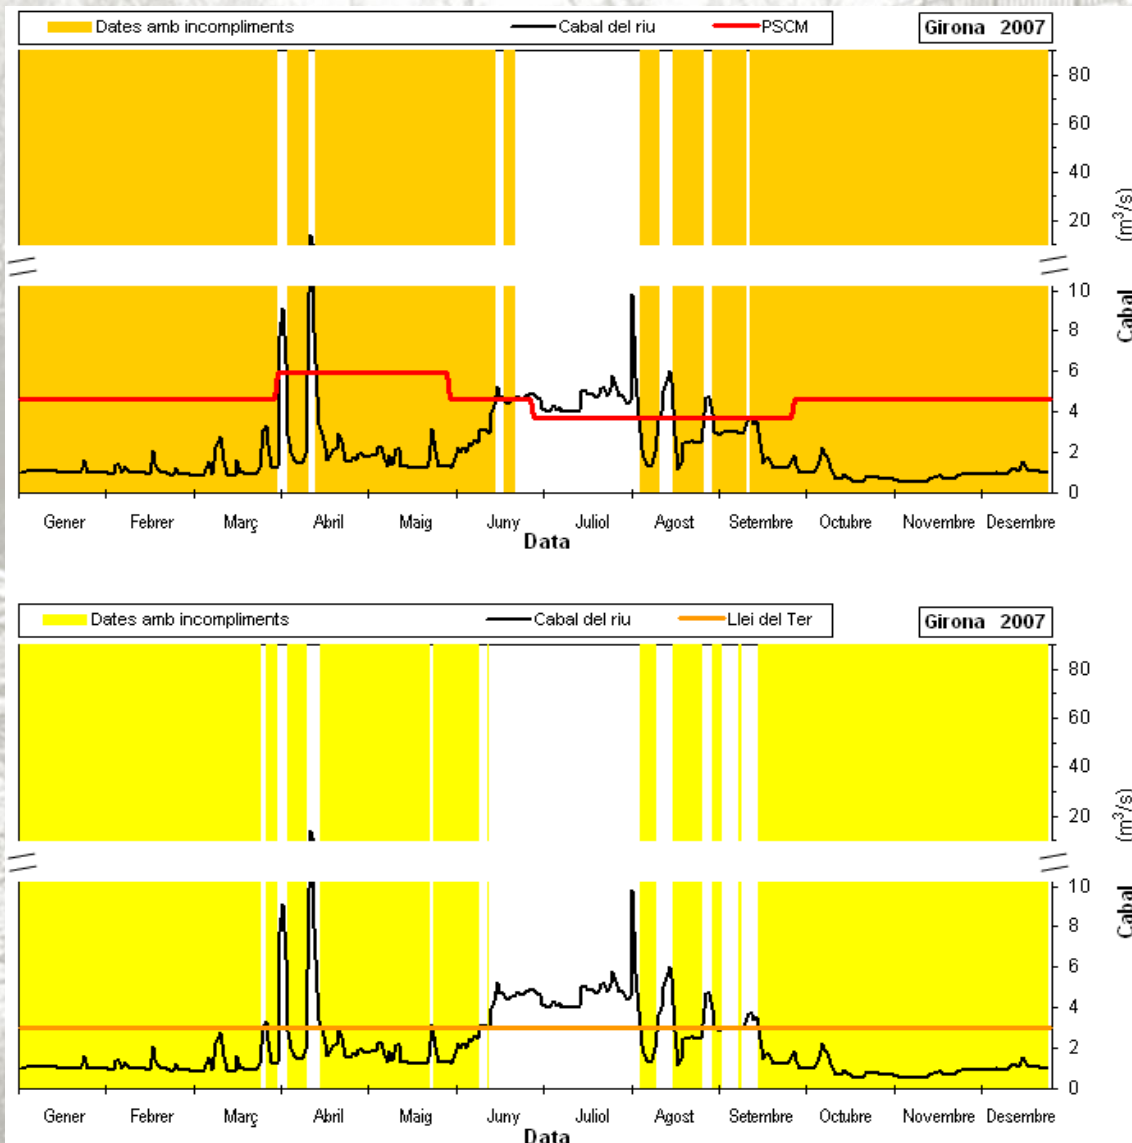 Dates amb incompliments Cabal del riu PSCM Girona 2007
80
60
40
20
(m³/s)
10
8
6
4
2
0
Cabal
Gener Febrer Març Abril Maig Juny Juliol Agost Setembre Octubre Novembre Desembre
Data
Dates amb incompliments Cabal del riu Llei del Ter Girona 2007
80
60
40
20
(m³/s)
10
8
6
4
2
0
Cabal
Gener Febrer Març Abril Maig Juny Juliol Agost Setembre Octubre Novembre Desembre
Data